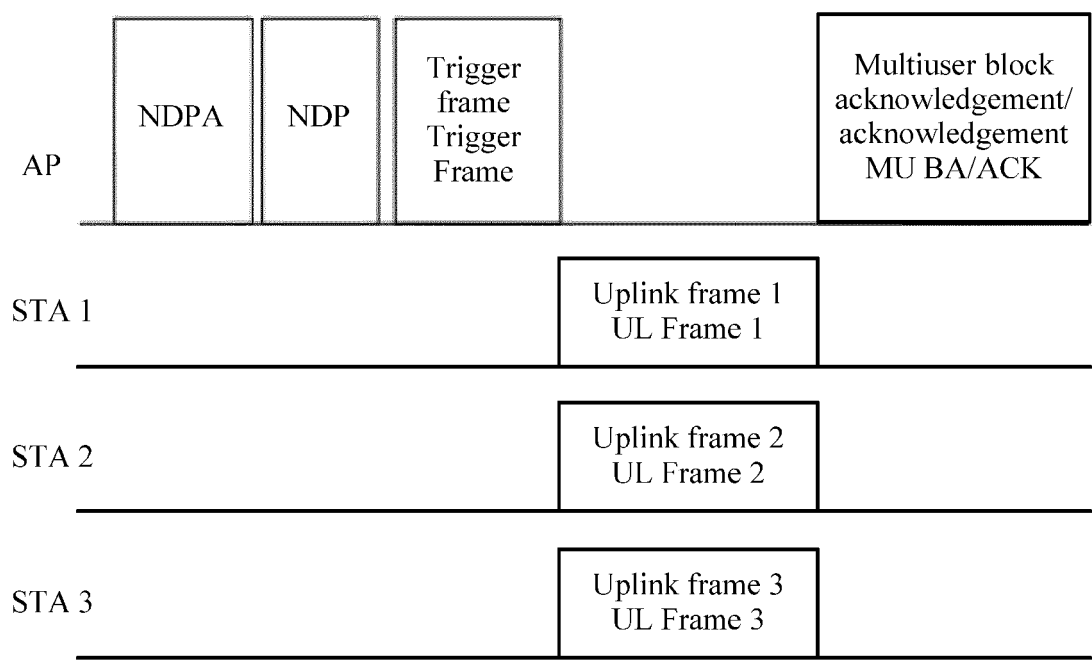 AP
NDPA
NDP
Trigger
frame
Trigger
Frame
Multiuser block
acknowledgement/
acknowledgement
MU BA/ACK
STA 1
Uplink frame 1
UL Frame 1
STA 2
Uplink frame 2
UL Frame 2
STA 3
Uplink frame 3
UL Frame 3